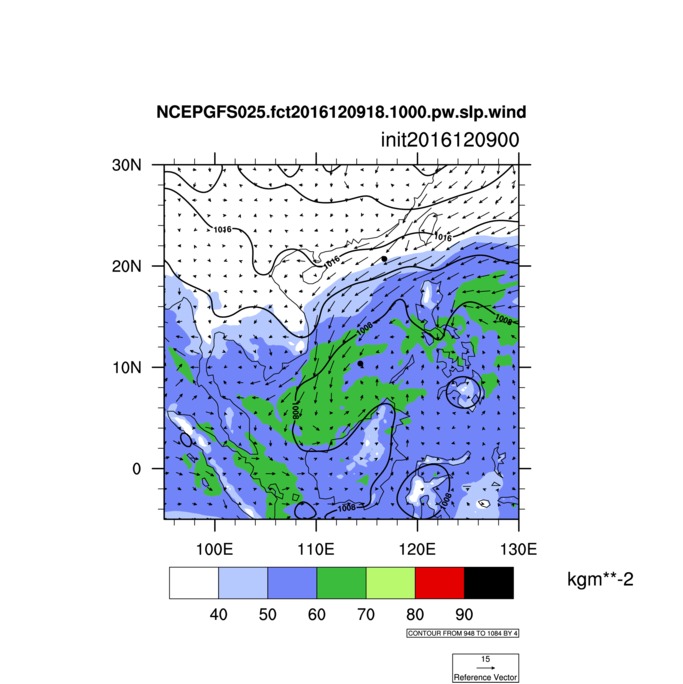 NCEPGFS025.fct2016120918.1000.pw.slp.wind
init2016120900
30N
20N
10N
0
1016
1016
1016
1008
1008
1008
1008
1008
100E 110E 120E 130E
kgm**-2
40 50 60 70 80 90
CONTOUR FROM 948 TO 1084 BY 4
15
Reference Vector